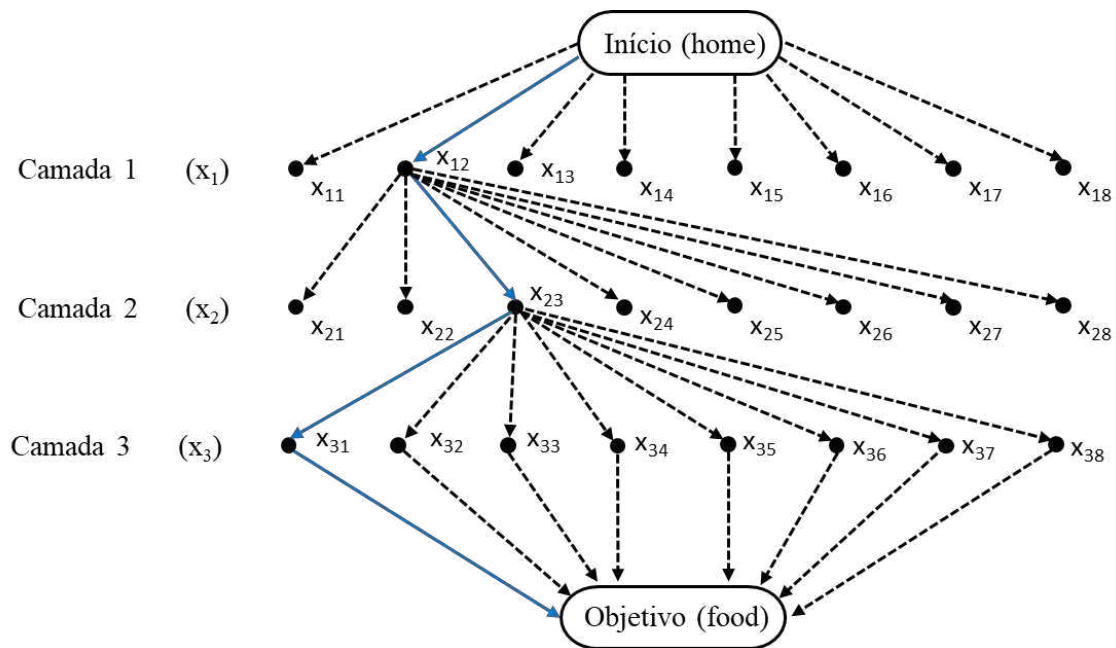 Início (home)
Camada 1 (x₁)
x₁₁ x₁₂ x₁₃ x₁₄ x₁₅ x₁₆ x₁₇ x₁₈
Camada 2 (x₂)
x₂₁ x₂₂ x₂₃ x₂₄ x₂₅ x₂₆ x₂₇ x₂₈
Camada 3 (x₃)
x₃₁ x₃₂ x₃₃ x₃₄ x₃₅ x₃₆ x₃₇ x₃₈
Objetivo (food)